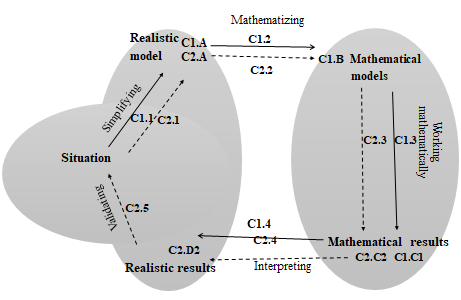 Mathematizing
Realistic C1.A
C1.2
model C2.A
C2.2
C1.B Mathematical
models
Simplifying
C1.1 C2.1
C2.3 C1.3
Working
mathematically
Situation
Validating
C2.5
C1.4
C2.4
Mathematical results
C2.D2
C2.C2 C1.C1
Realistic results
Interpreting